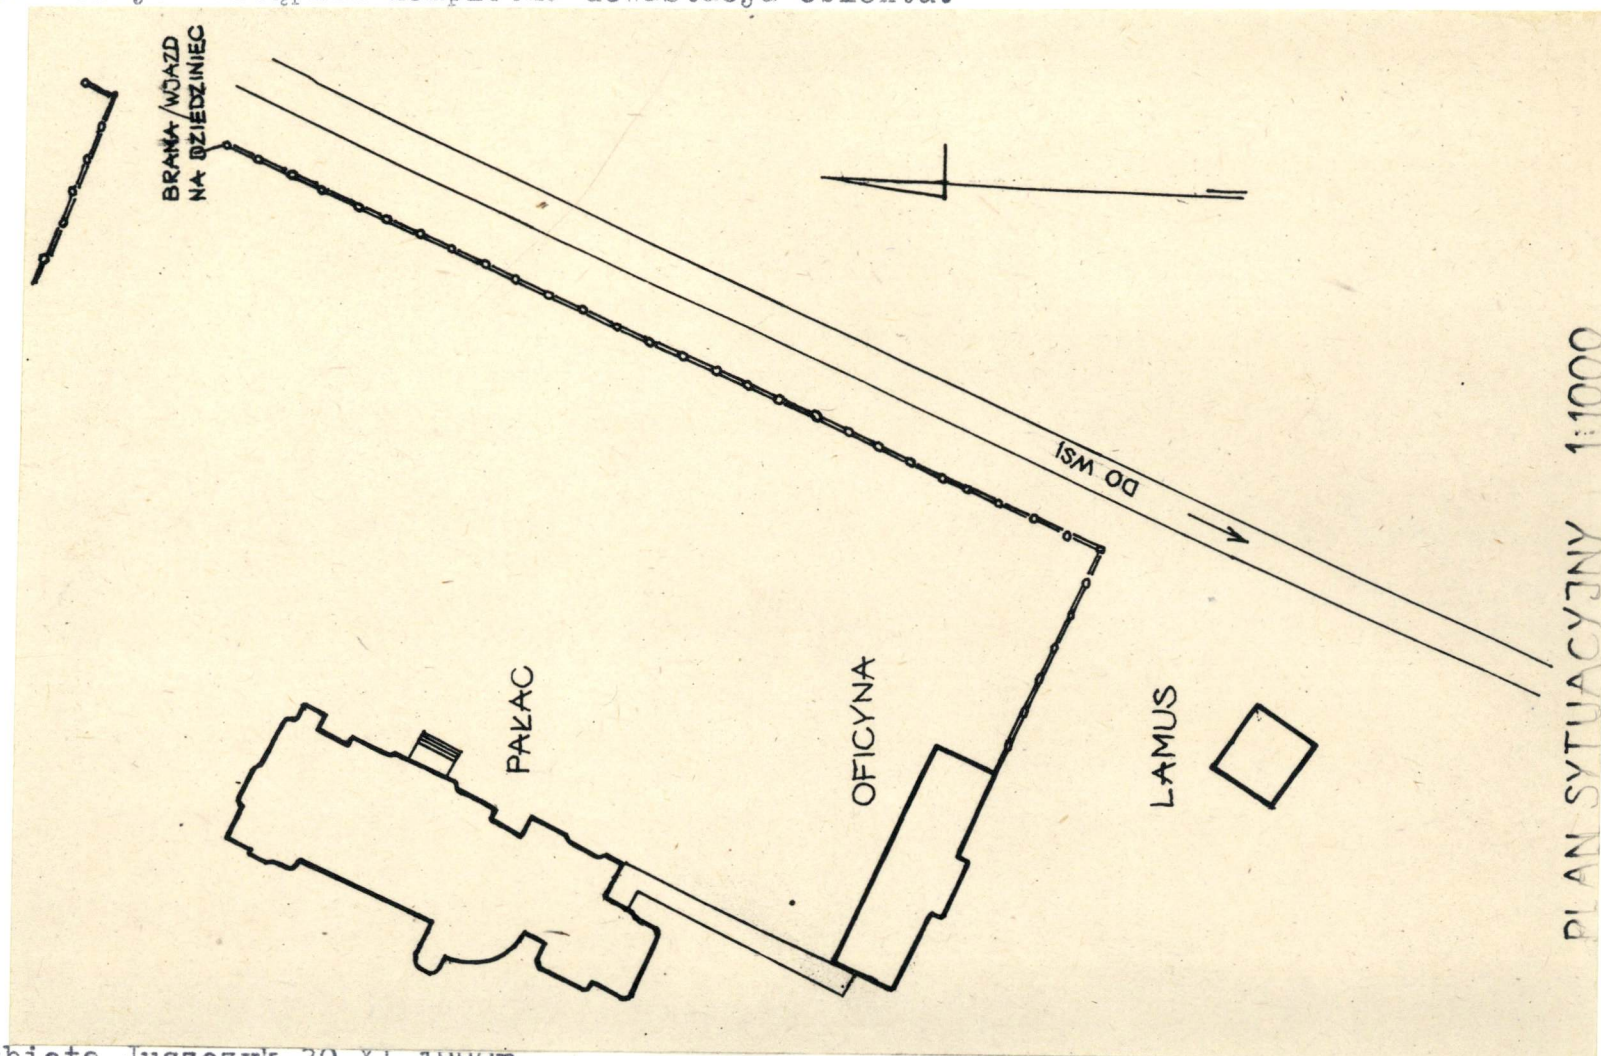 BRAMA/WJAZD
NA DZIEDZINIEC
DO WSI
PAŁAC
OFICYNA
LAMUS
PLAN SYTUACYJNY 1:1000